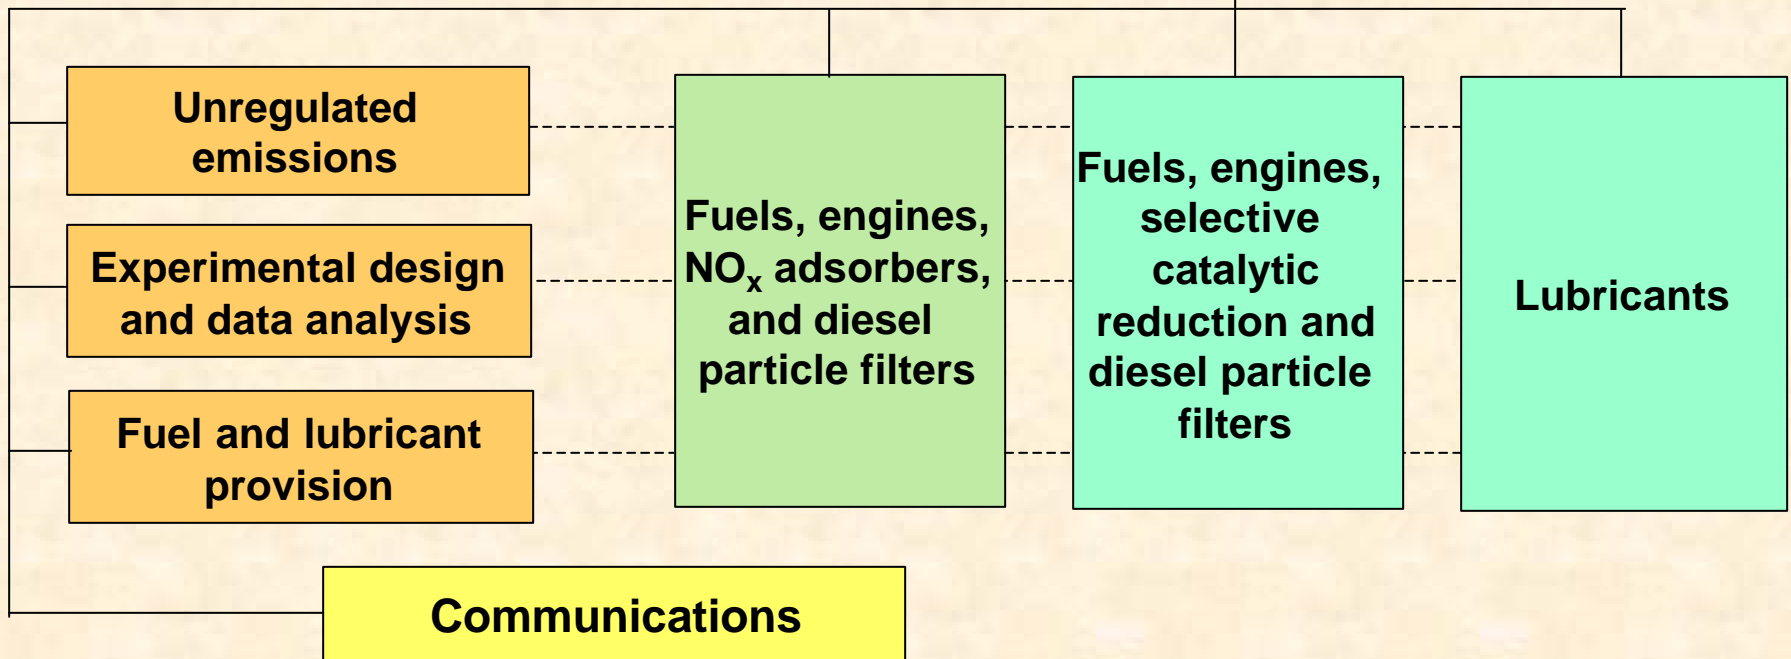 Unregulated
emissions
Experimental design
and data analysis
Fuel and lubricant
provision
Fuels, engines,
NOx adsorbers,
and diesel
particle filters
Fuels, engines,
selective
catalytic
reduction and
diesel particle
filters
Lubricants
Communications